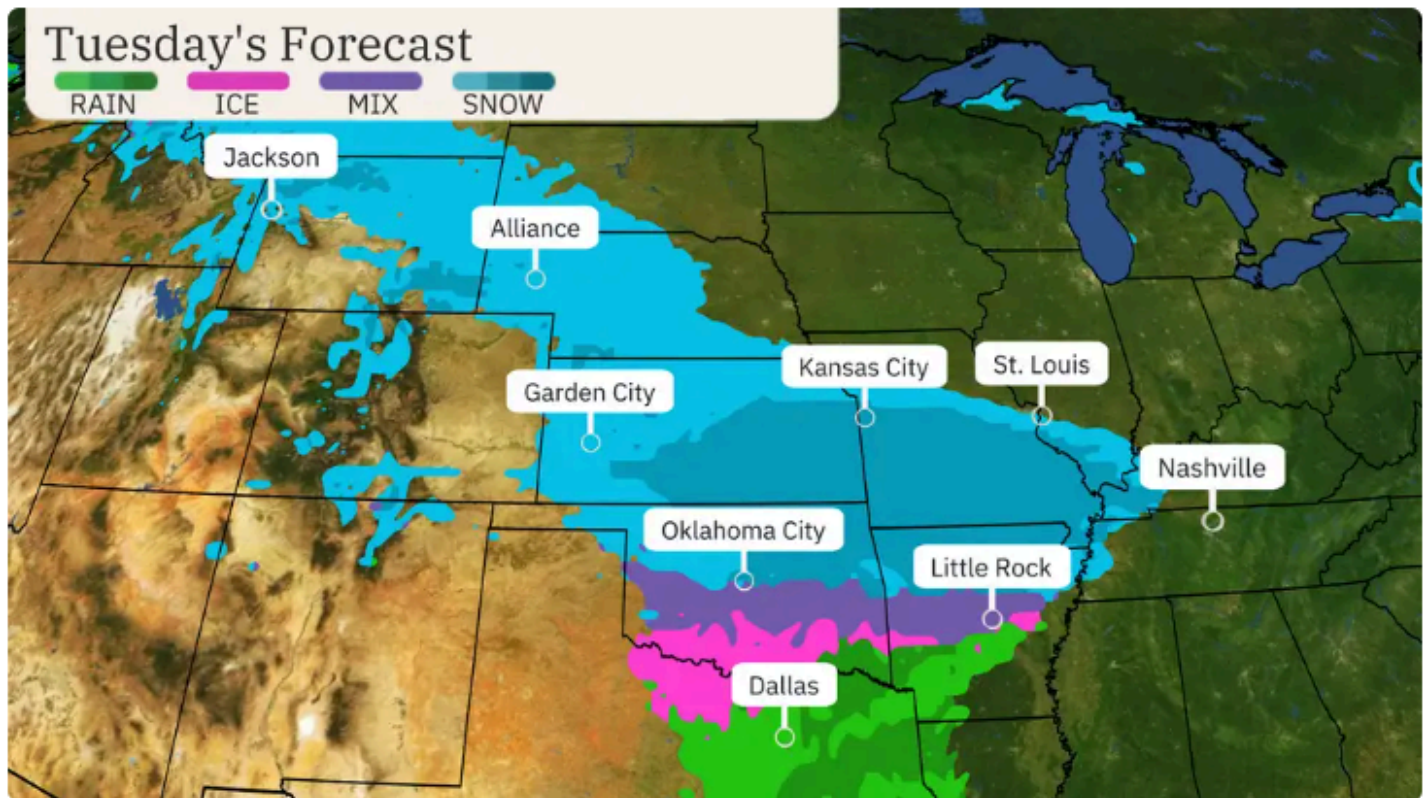 Tuesday's Forecast
RAIN ICE MIX SNOW
Jackson
Alliance
Kansas City
St. Louis
Garden City
Nashville
Oklahoma City
Little Rock
Dallas